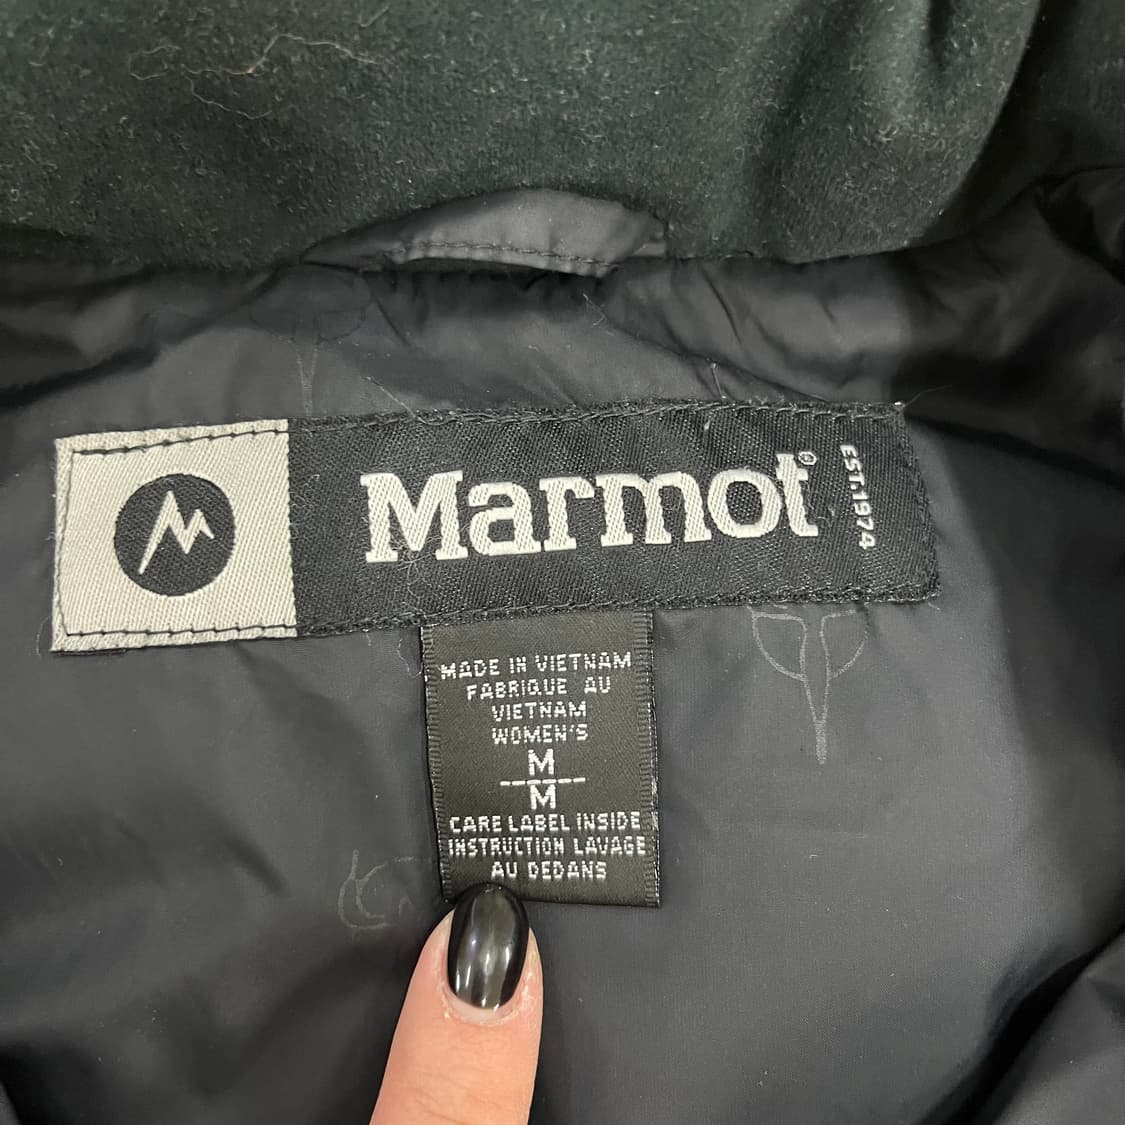 Marmot®
EST.1974
MADE IN VIETNAM
FABRIQUE AU
VIETNAM
WOMEN'S
M
M
CARE LABEL INSIDE
INSTRUCTION LAVAGE
AU DEDANS